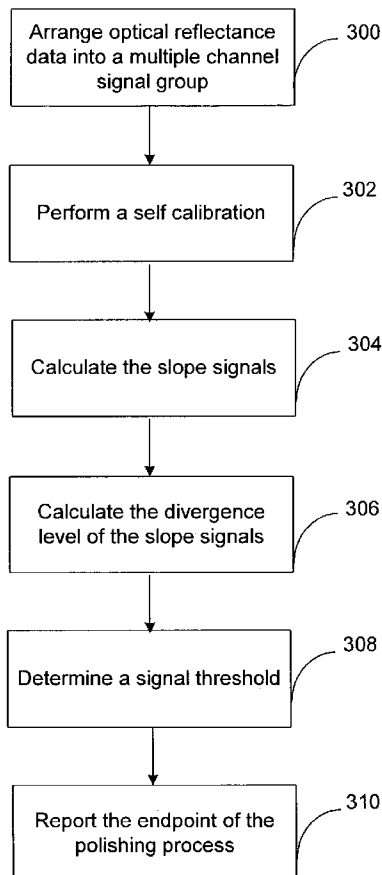 Arrange optical reflectance
data into a multiple channel
signal group
300
Perform a self calibration
302
Calculate the slope signals
304
Calculate the divergence
level of the slope signals
306
Determine a signal threshold
308
Report the endpoint of the
polishing process
310